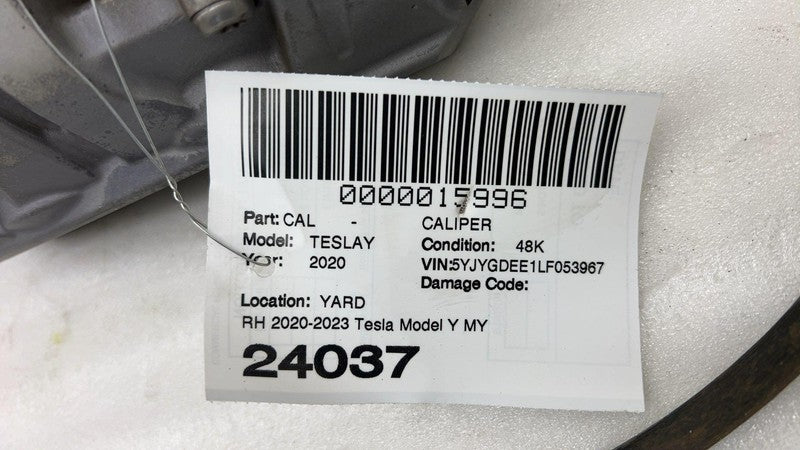 0000015996
Part: CAL - CALIPER
Model: TESLAY Condition: 48K
Year: 2020 VIN:5YJYGDEE1LF053967
Damage Code:
Location: YARD
RH 2020-2023 Tesla Model Y MY
24037